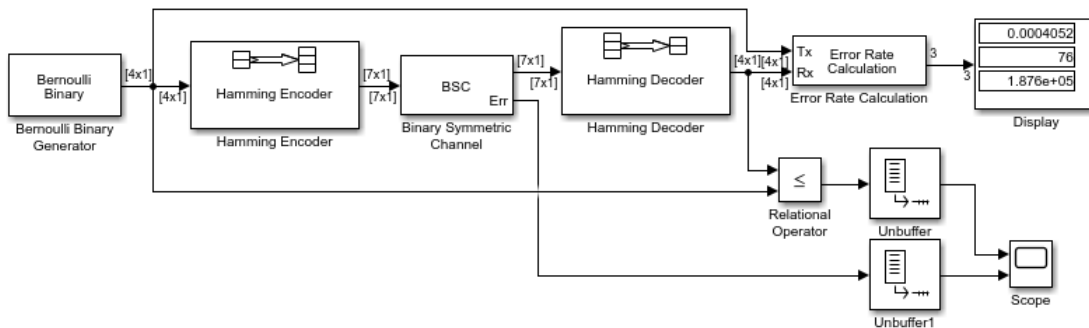 Bernoulli
Binary
Bernoulli Binary
Generator
[4x1]
[4x1]
Hamming Encoder
Hamming Encoder
[7x1]
[7x1]
BSC
Err
Binary Symmetric
Channel
[7x1]
[7x1]
Hamming Decoder
Hamming Decoder
[4x1]
[4x1]
[4x1]
Tx
Rx
Error Rate
Calculation
Error Rate Calculation
3
3
0.0004052
76
1.876e+05
Display
≤
Relational
Operator
Unbuffer
Unbuffer1
Scope